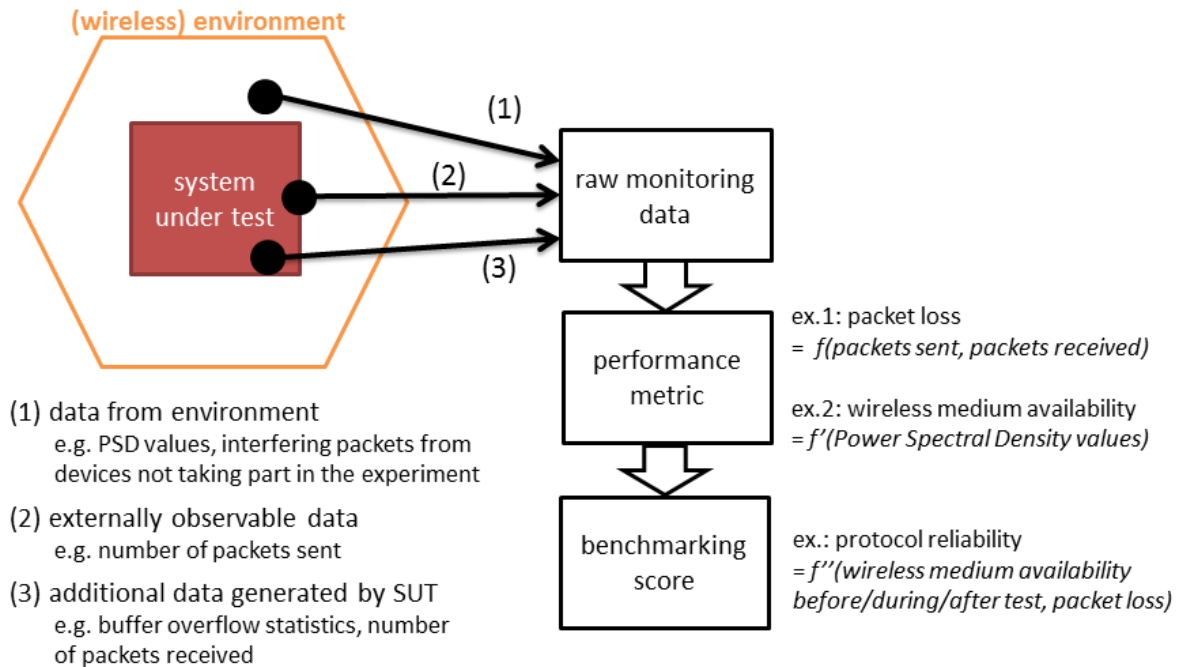 (wireless) environment
(1)
(2)
(3)
system
under test
raw monitoring
data
performance
metric
benchmarking
score
ex.1: packet loss
= f(packets sent, packets received)
ex.2: wireless medium availability
= f'(Power Spectral Density values)
ex.: protocol reliability
= f''(wireless medium availability
before/during/after test, packet loss)
(1) data from environment
e.g. PSD values, interfering packets from
devices not taking part in the experiment
(2) externally observable data
e.g. number of packets sent
(3) additional data generated by SUT
e.g. buffer overflow statistics, number
of packets received